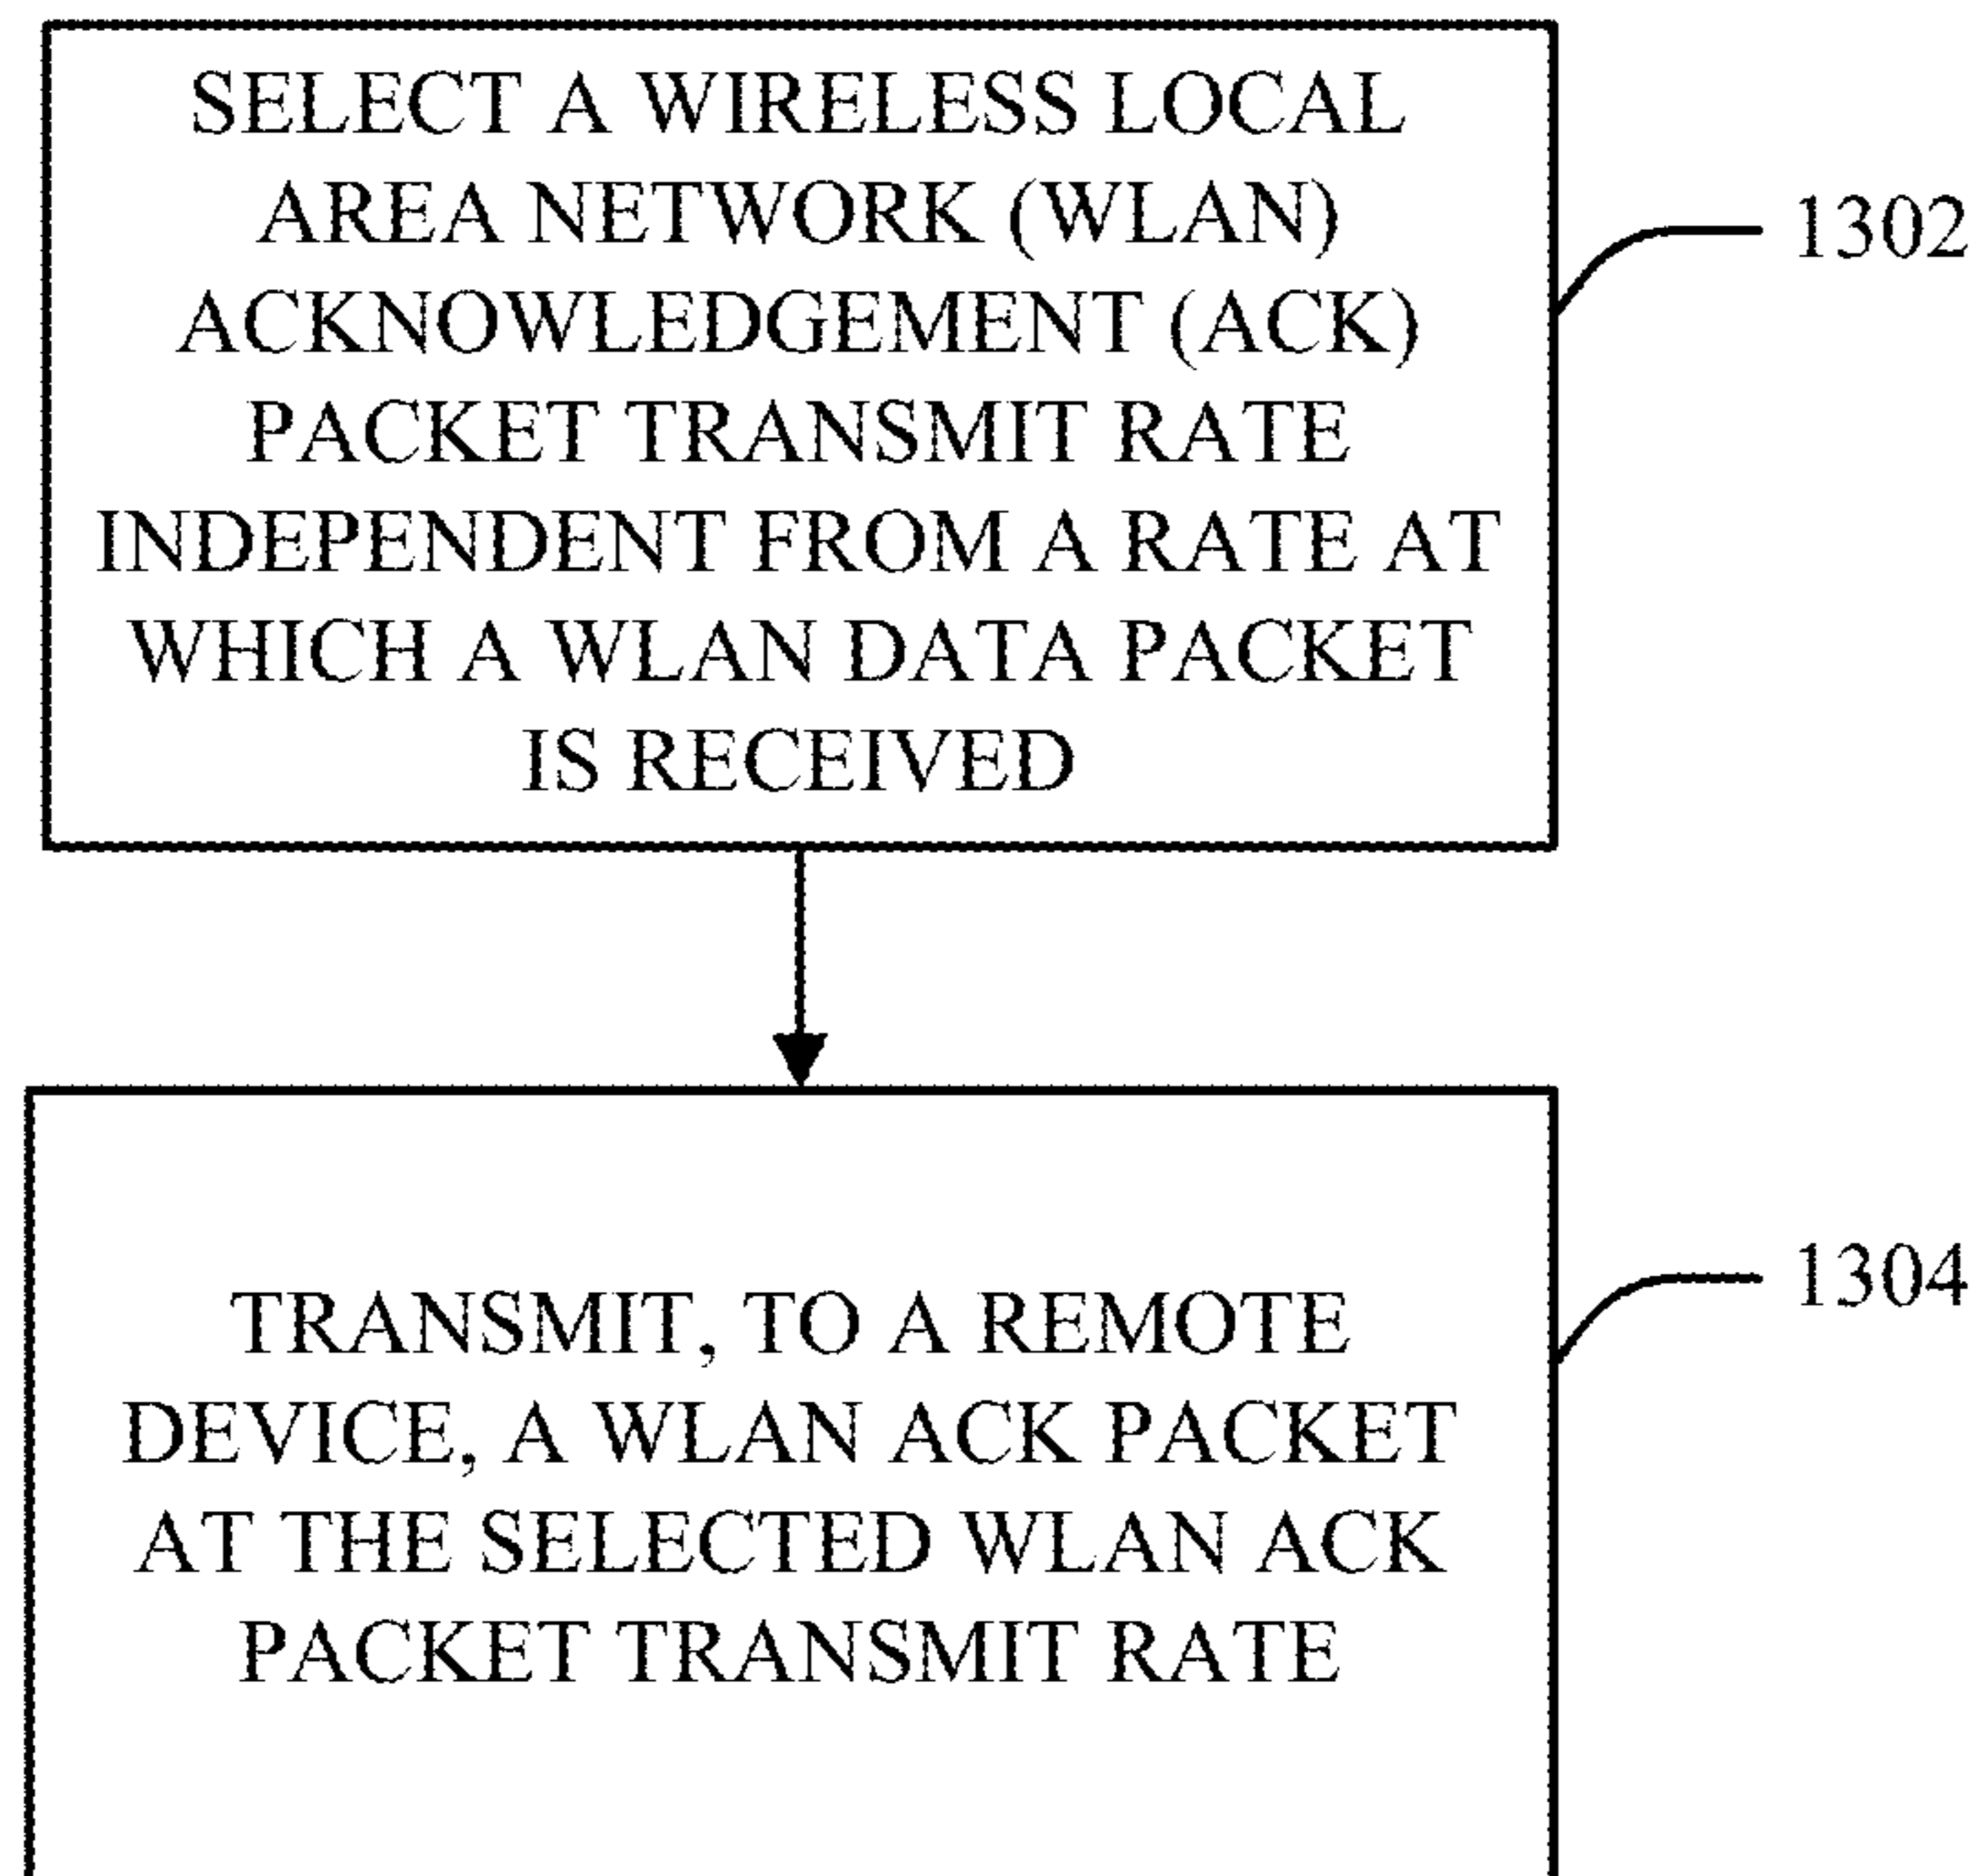 SELECT A WIRELESS LOCAL
AREA NETWORK (WLAN)
ACKNOWLEDGEMENT (ACK)
PACKET TRANSMIT RATE
INDEPENDENT FROM A RATE AT
WHICH A WLAN DATA PACKET
IS RECEIVED
1302
TRANSMIT, TO A REMOTE
DEVICE, A WLAN ACK PACKET
AT THE SELECTED WLAN ACK
PACKET TRANSMIT RATE
1304